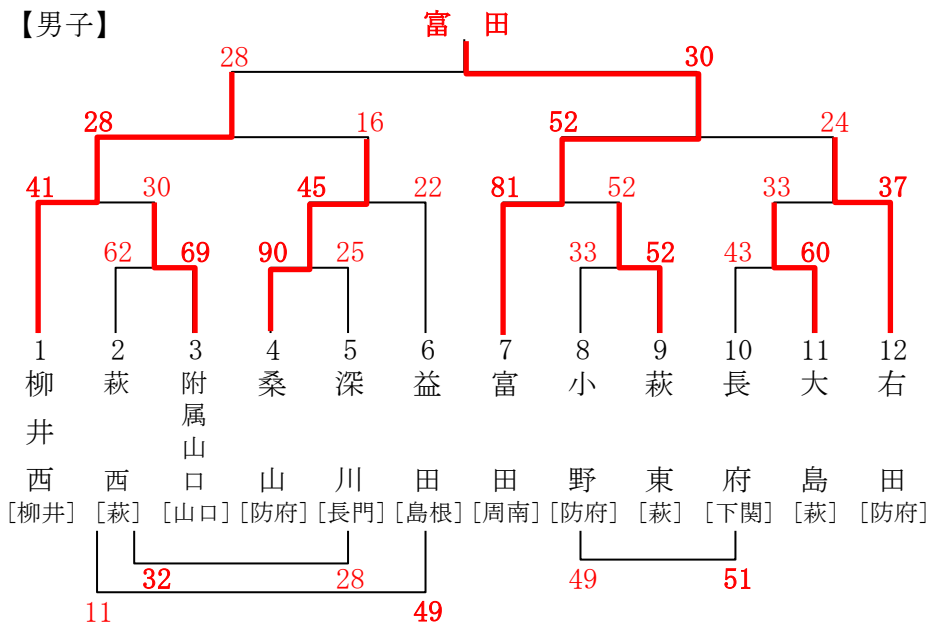 【男子】
富 田
28 30
28 16 52 24
41 30 45 22 81 52 33 37
62 69 90 25 33 52 43 60
1 2 3 4 5 6 7 8 9 10 11 12
柳井西
萩西
附属山口
桑山
深川
益田
富田
小野
萩東
長府
大島
右田
[柳井] [萩] [山口] [防府] [長門] [島根] [周南] [防府] [萩] [下関] [萩] [防府]
32 28 49 51
11 49